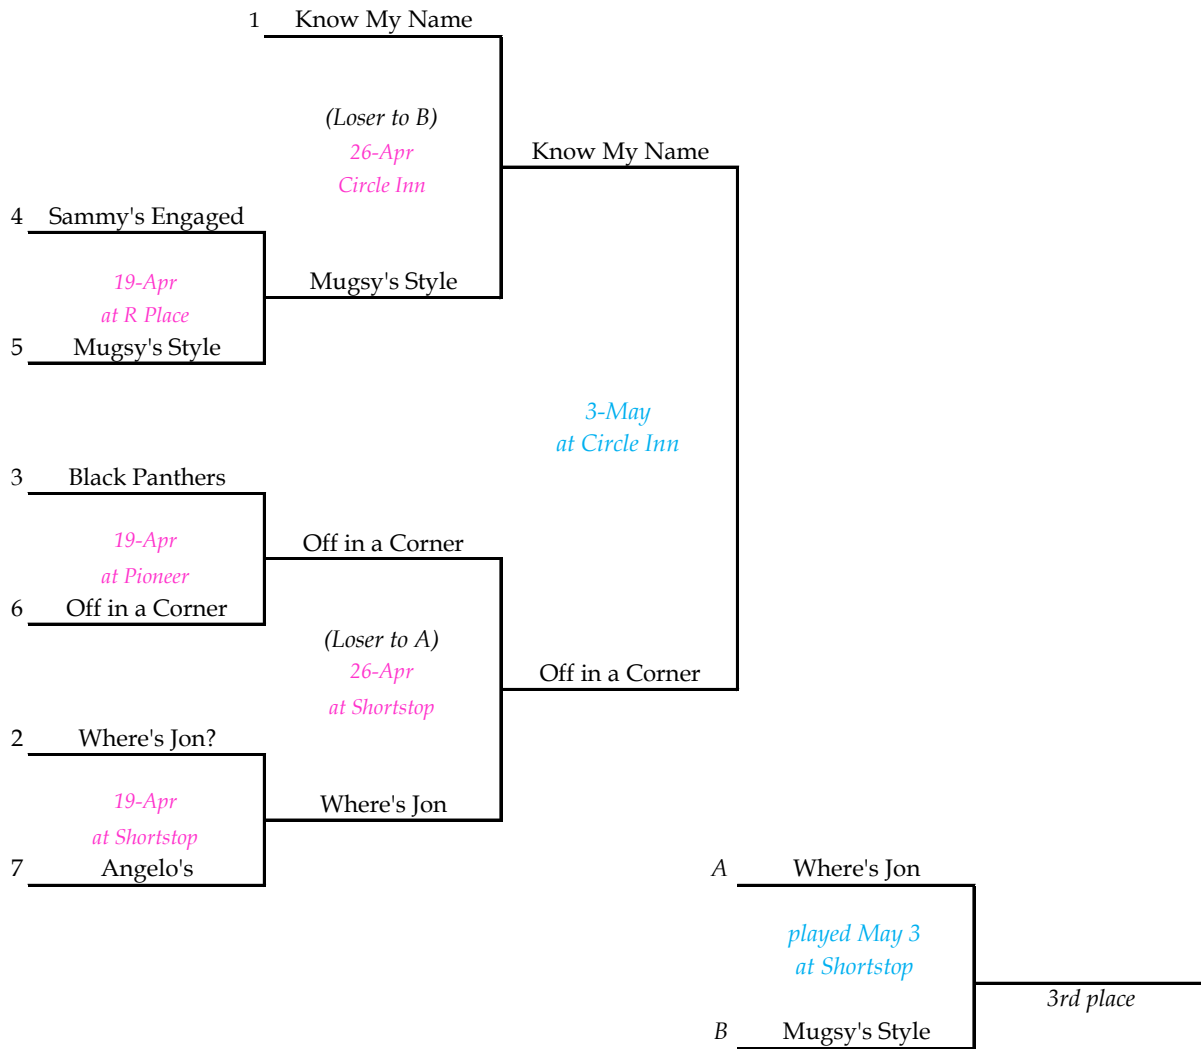 1 Know My Name
(Loser to B)
26-Apr
Circle Inn
Know My Name
4 Sammy's Engaged
19-Apr
at R Place
Mugsy's Style
5 Mugsy's Style
3-May
at Circle Inn
3 Black Panthers
19-Apr
at Pioneer
Off in a Corner
6 Off in a Corner
(Loser to A)
26-Apr
at Shortstop
Off in a Corner
2 Where's Jon?
19-Apr
at Shortstop
Where's Jon
7 Angelo's
A Where's Jon
played May 3
at Shortstop
3rd place
B Mugsy's Style